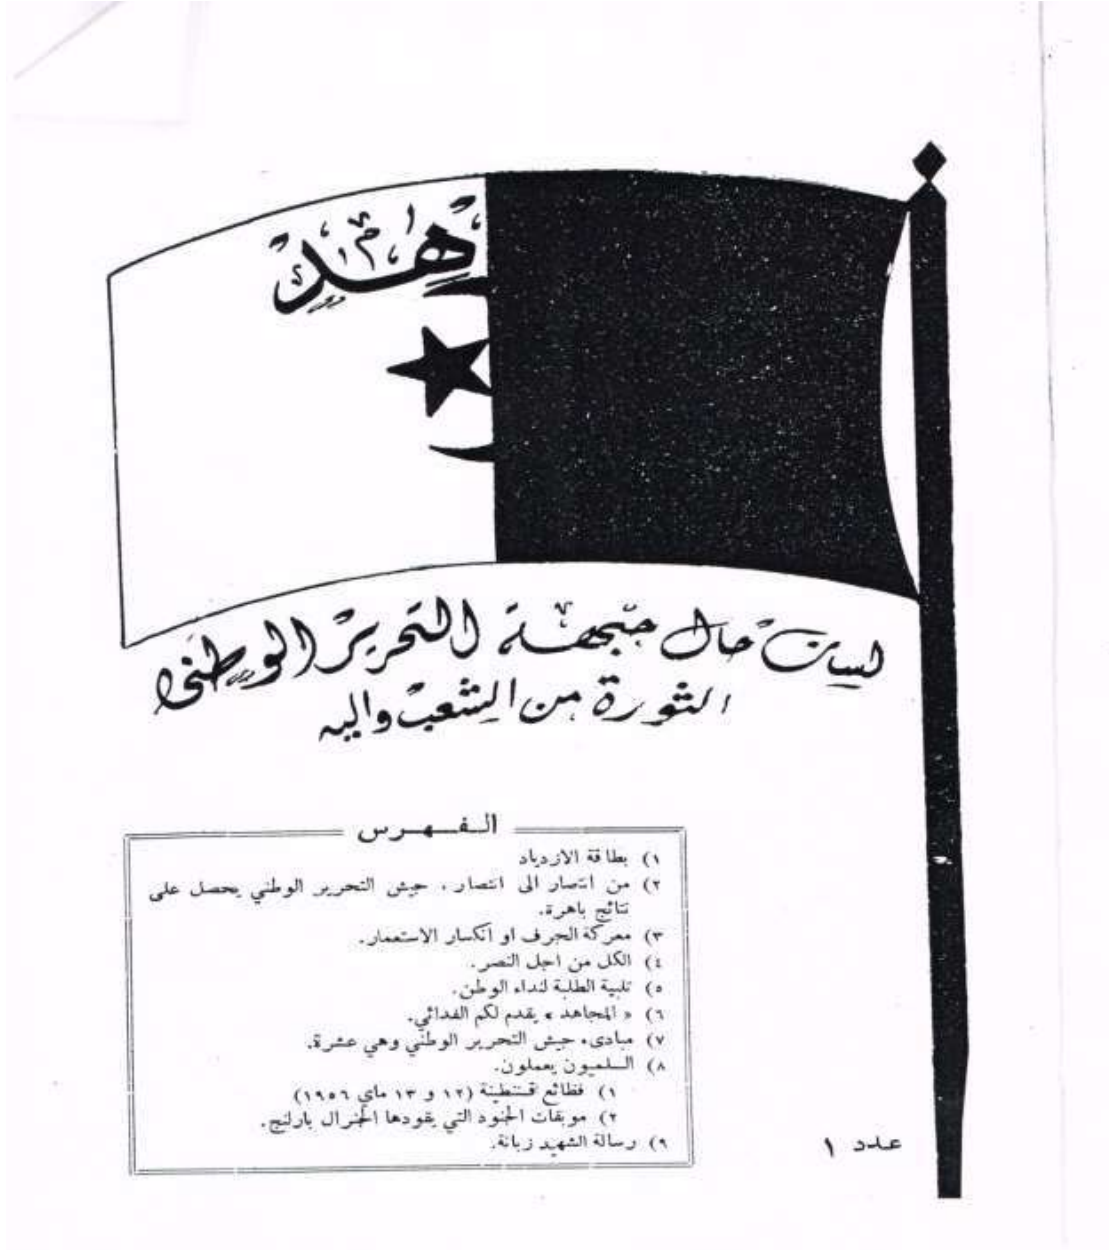 هد
لسان حال جبهة التحرير الوطني
الثورة من الشعب واليه
الفهرس
١) بطاقة الازدياد
٢) من انتصار الى انتصار. جيش التحرير الوطني يحصل على
نتائج باهرة.
٣) معركة الجرف او انكسار الاستعمار.
٤) الكل من اجل النصر.
٥) تلبية الطلبة لنداء الوطن.
٦) « المجاهد » يقدم لكم الفدائي.
٧) مبادىء جيش التحرير الوطني وهي عشرة.
٨) السلميون يعملون.
١) فظائع قسنطينة (١٢ و ١٣ ماي ١٩٥٦)
٢) موبقات الجنود التي يقودها الجنرال بارلنج.
٩) رسالة الشهيد زبانة.
عدد ١